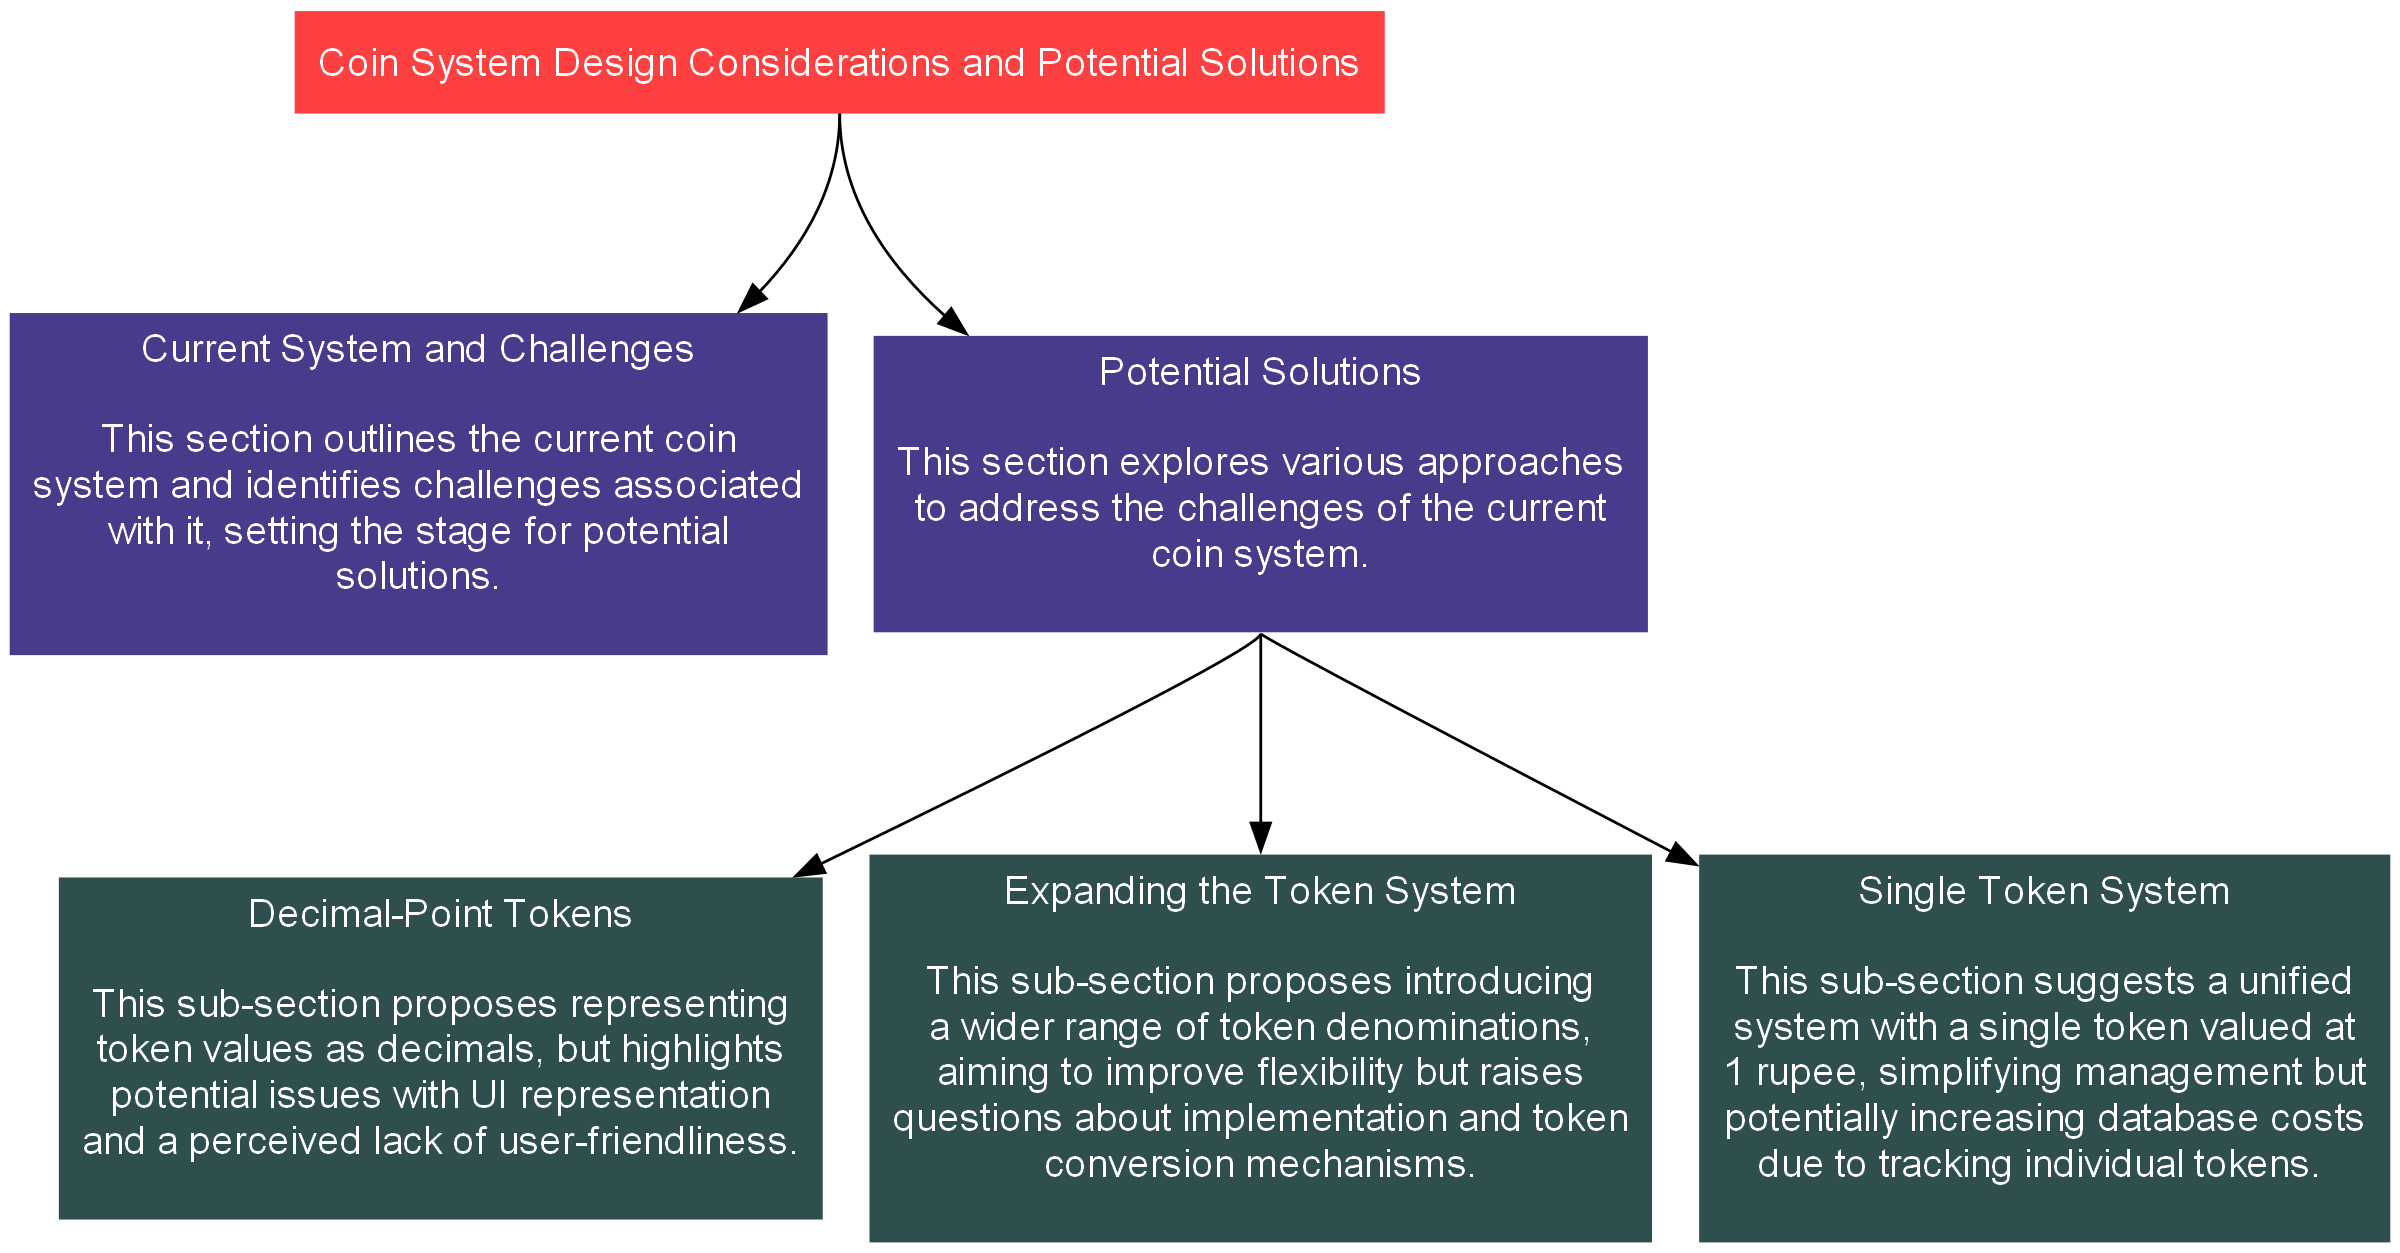 Coin System Design Considerations and Potential Solutions
Current System and Challenges
This section outlines the current coin
system and identifies challenges associated
with it, setting the stage for potential
solutions.
Potential Solutions
This section explores various approaches
to address the challenges of the current
coin system.
Decimal-Point Tokens
This sub-section proposes representing
token values as decimals, but highlights
potential issues with UI representation
and a perceived lack of user-friendliness.
Expanding the Token System
This sub-section proposes introducing
a wider range of token denominations,
aiming to improve flexibility but raises
questions about implementation and token
conversion mechanisms.
Single Token System
This sub-section suggests a unified
system with a single token valued at
1 rupee, simplifying management but
potentially increasing database costs
due to tracking individual tokens.